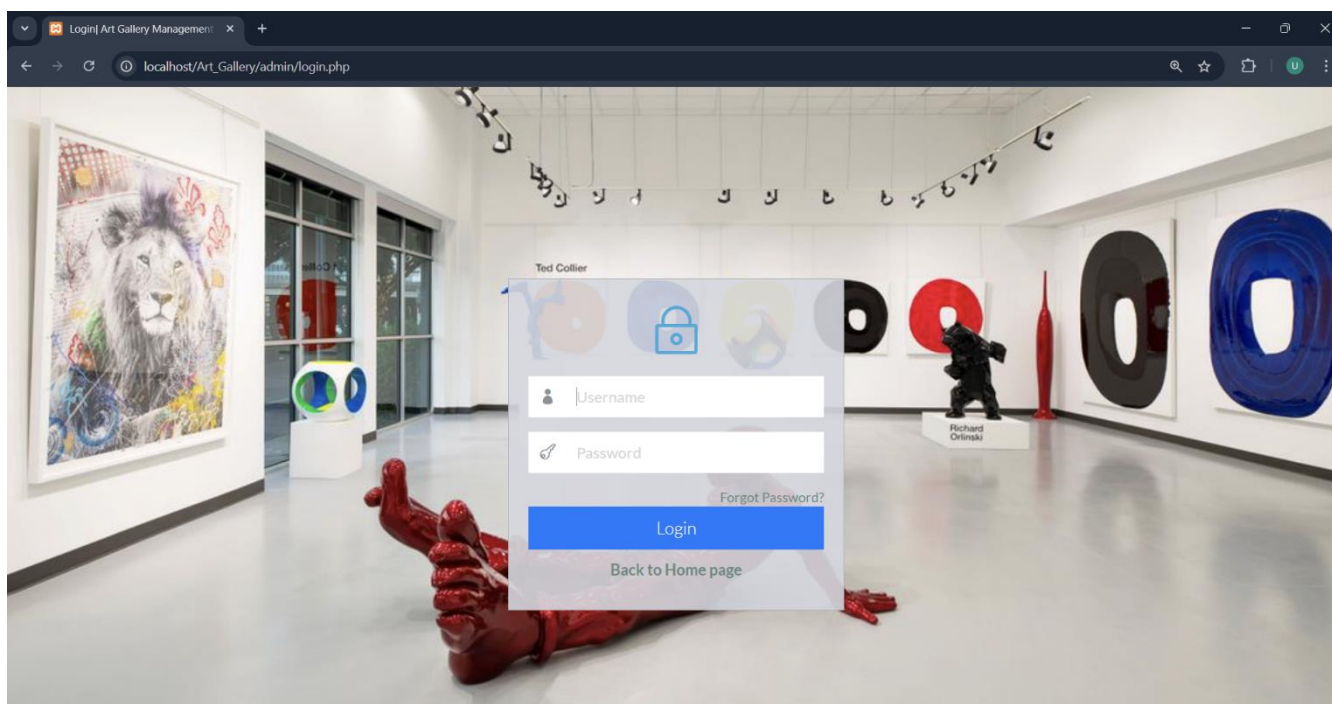 Login| Art Gallery Management
localhost/Art_Gallery/admin/login.php
U
Ted Collier
Username
Password
Forgot Password?
Login
Back to Home page
Richard
Orlinski